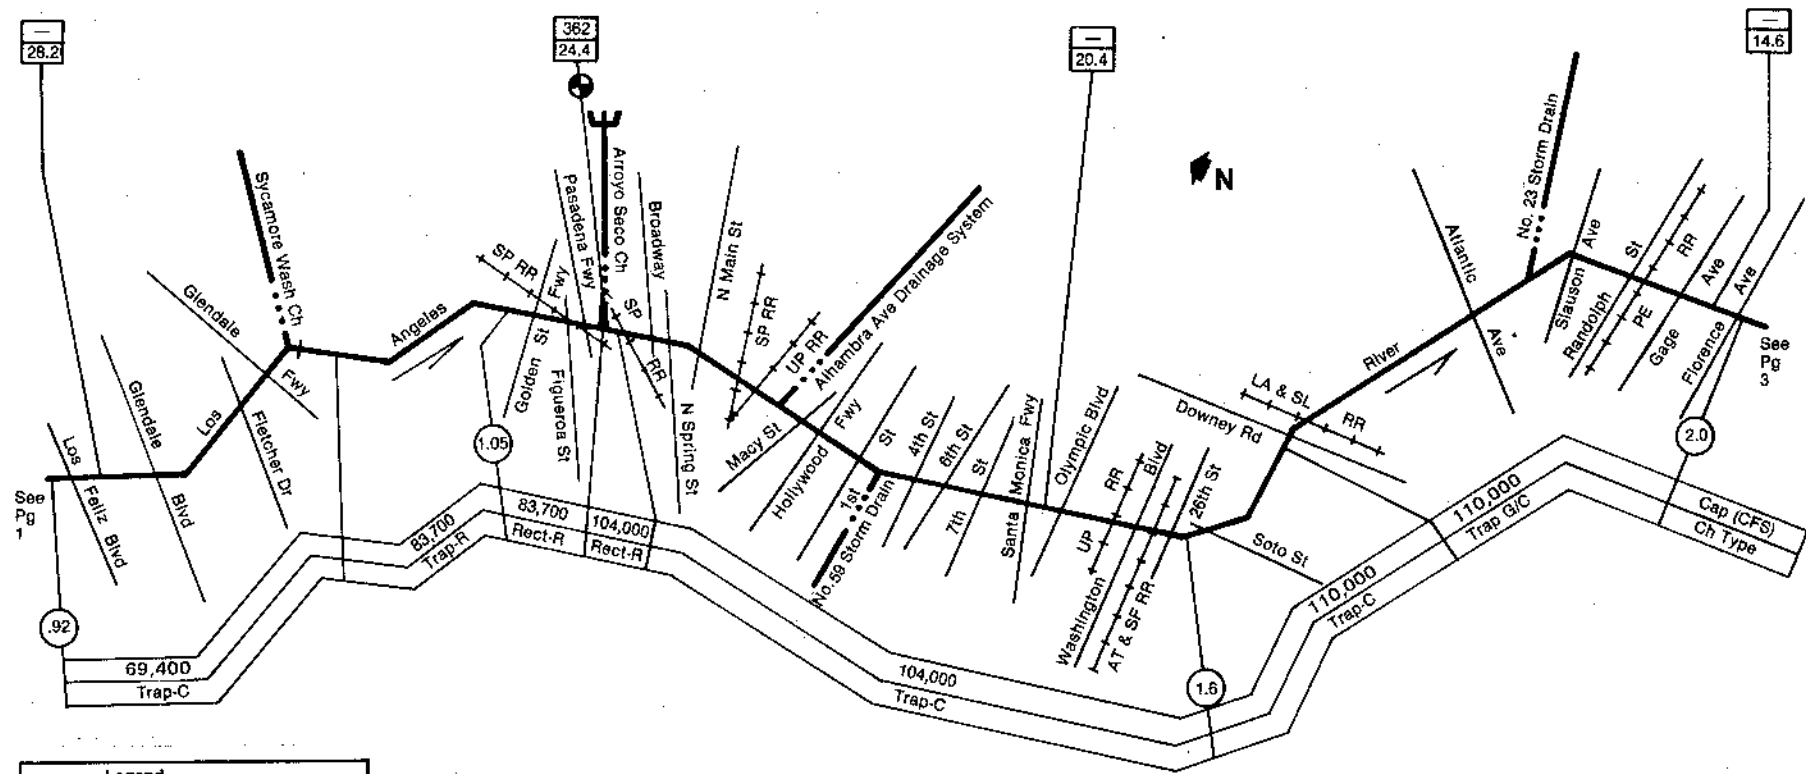 —
28.2
362
24.4
—
20.4
—
14.6
N
Sycamore Wash Ch
Glendale
Fwy
Los
Feliz
Blvd
Glendale
Blvd
Fletcher Dr
Los
Angeles
River
SP RR
Golden St
Fwy
Figueroa St
Pasadena Fwy
Arroyo Seco Ch
SP
RR
Broadway
N Spring St
N Main St
SP RR
UP RR
Alhambra Ave Drainage System
Macy St
Hollywood Fwy
1st St
No. 59 Storm Drain
4th St
6th St
7th St
Santa Monica Fwy
Olympic Blvd
UP RR
Washington Blvd
AT & SF RR
26th St
Downey Rd
LA & SL
RR
Soto St
Atlantic
Ave
No. 23 Storm Drain
Slauson Ave
Randolph St
PE RR
Gage Ave
Florence Ave
See
Pg
1
See
Pg
3
.92
1.05
1.6
2.0
69,400
Trap-C
83,700
Trap-R
83,700
Rect-R
104,000
Rect-R
104,000
Trap-C
110,000
Trap-C
110,000
Trap G/C
Cap (CFS)
Ch Type
Legend